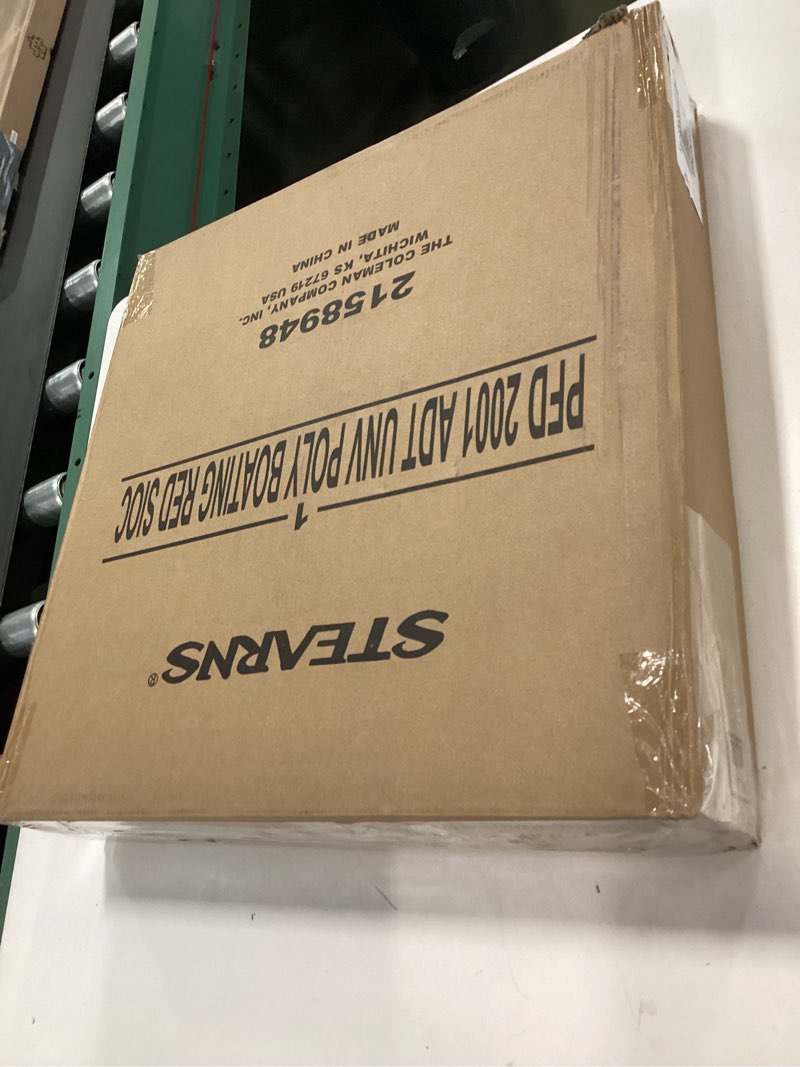 STEARNS®
1
PFD 2001 ADT UNV POLY BOATING RED SIOC
2158948
THE COLEMAN COMPANY, INC.
WICHITA, KS 67219 USA
MADE IN CHINA